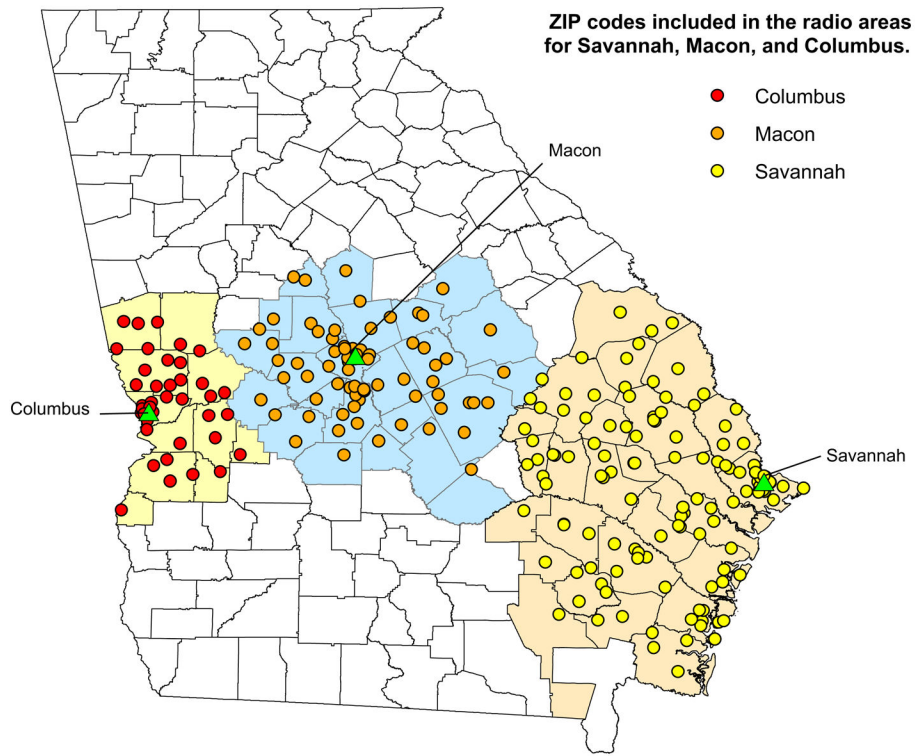 ZIP codes included in the radio areas
for Savannah, Macon, and Columbus.
Columbus
Macon
Savannah
Macon
Columbus
Savannah